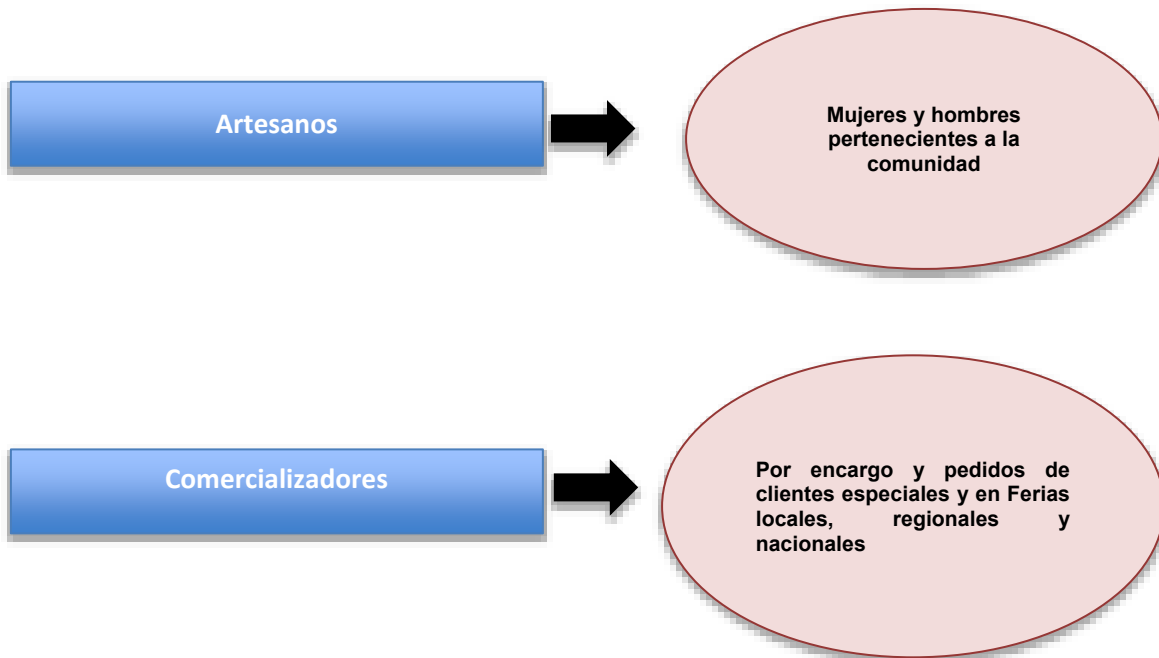 Artesanos
Mujeres y hombres
pertenecientes a la
comunidad
Comercializadores
Por encargo y pedidos de
clientes especiales y en Ferias
locales, regionales y
nacionales